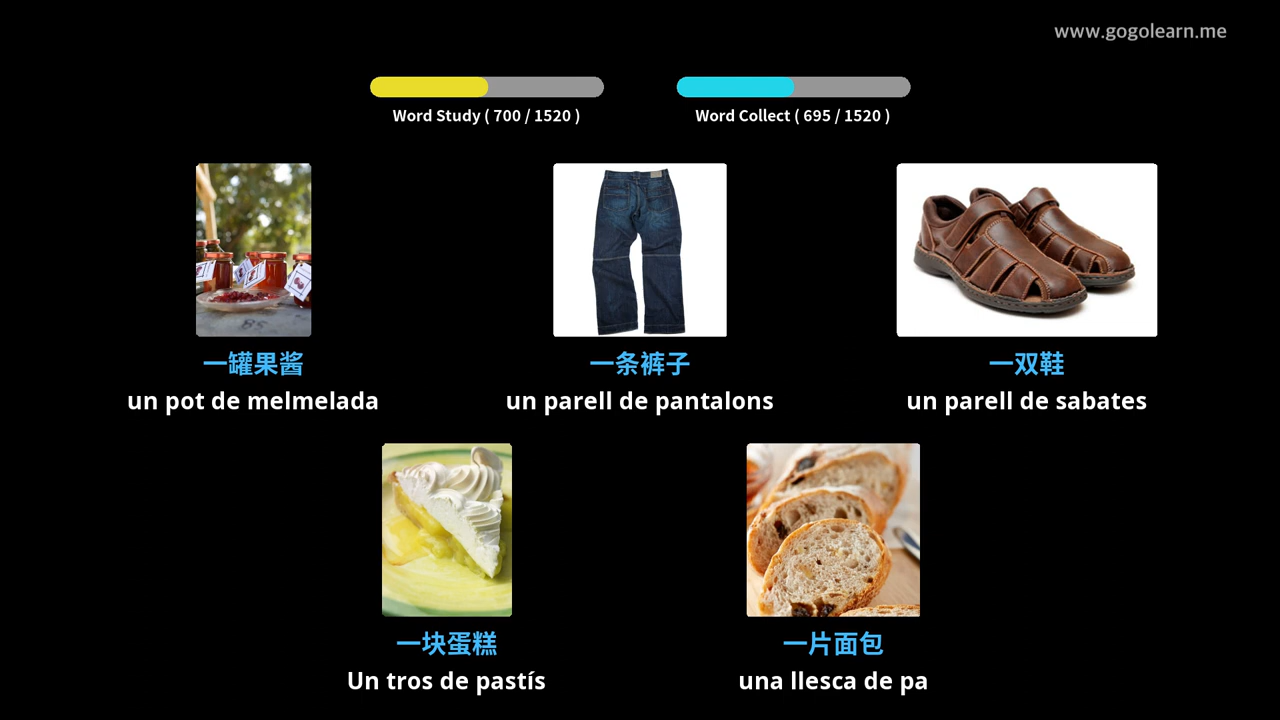 www.gogolearn.me
Word Study ( 700 / 1520 )
Word Collect ( 695 / 1520 )
一罐果酱
un pot de melmelada
一条裤子
un parell de pantalons
一双鞋
un parell de sabates
一块蛋糕
Un tros de pastís
一片面包
una llesca de pa